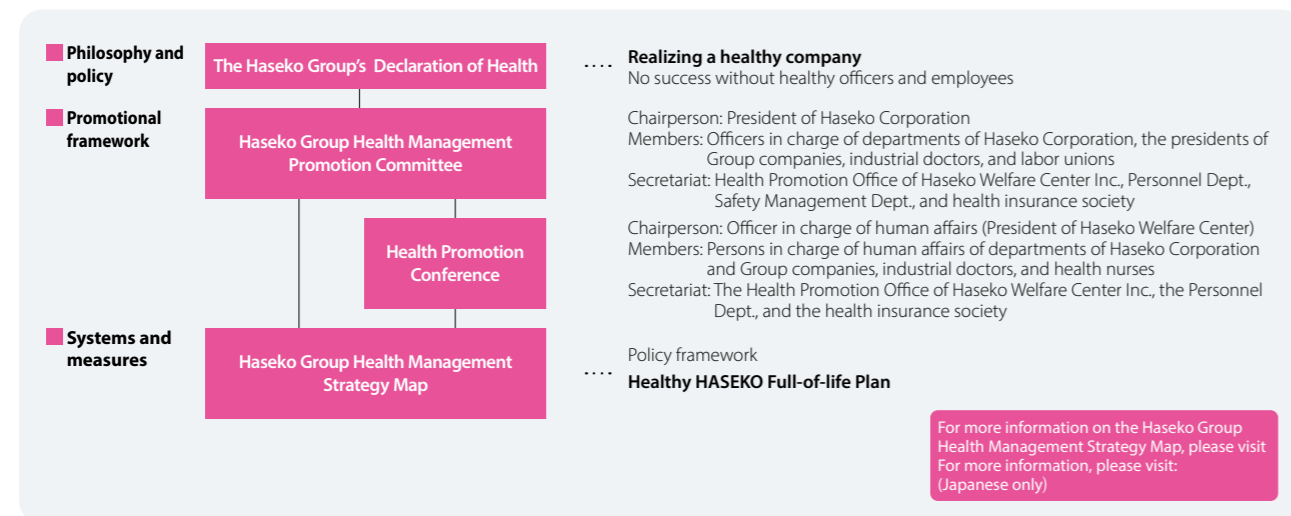 Philosophy and
policy
The Haseko Group's Declaration of Health
.... Realizing a healthy company
No success without healthy officers and employees
Promotional
framework
Haseko Group Health Management
Promotion Committee
Chairperson: President of Haseko Corporation
Members: Officers in charge of departments of Haseko Corporation, the presidents of
Group companies, industrial doctors, and labor unions
Secretariat: Health Promotion Office of Haseko Welfare Center Inc., Personnel Dept.,
Safety Management Dept., and health insurance society
Health Promotion
Conference
Chairperson: Officer in charge of human affairs (President of Haseko Welfare Center)
Members: Persons in charge of human affairs of departments of Haseko Corporation
and Group companies, industrial doctors, and health nurses
Secretariat: The Health Promotion Office of Haseko Welfare Center Inc., the Personnel
Dept., and the health insurance society
Systems and
measures
Haseko Group Health Management
Strategy Map
Policy framework
.... Healthy HASEKO Full-of-life Plan
For more information on the Haseko Group
Health Management Strategy Map, please visit
For more information, please visit:
(Japanese only)